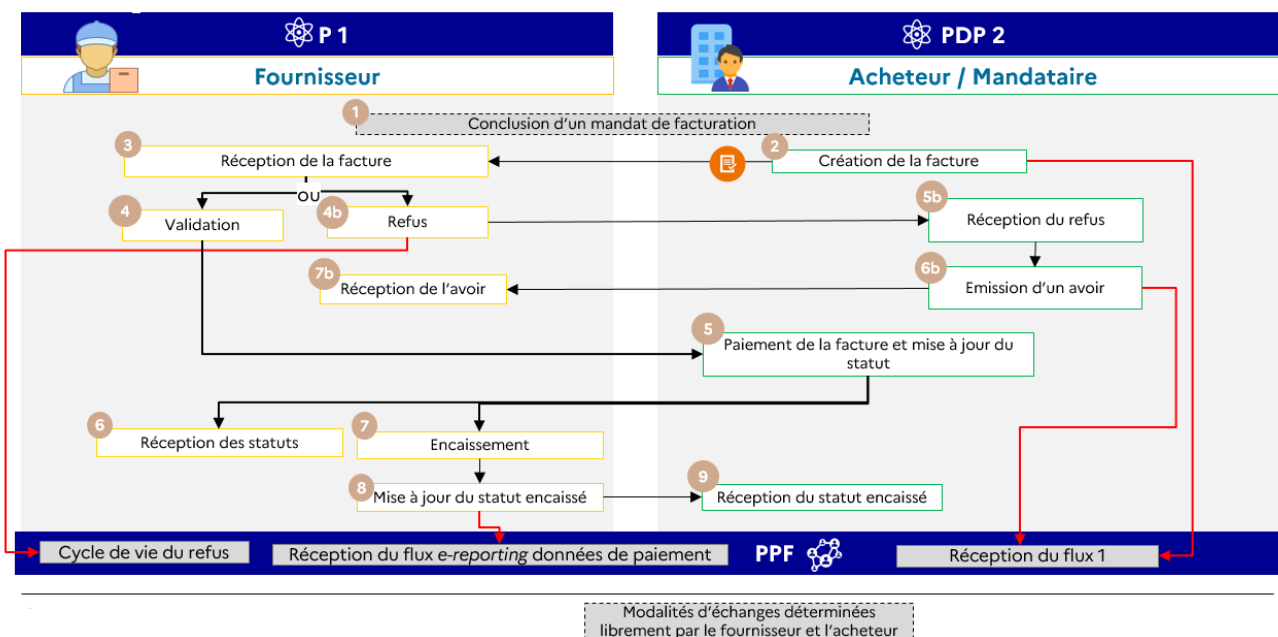 P 1
PDP 2
Fournisseur
Acheteur / Mandataire
1
Conclusion d'un mandat de facturation
3
Réception de la facture
2
Création de la facture
OU
4
Validation
4b
Refus
5b
Réception du refus
7b
Réception de l'avoir
6b
Emission d'un avoir
5
Paiement de la facture et mise à jour du
statut
6
Réception des statuts
7
Encaissement
8
Mise à jour du statut encaissé
9
Réception du statut encaissé
Cycle de vie du refus
Réception du flux e-reporting données de paiement
PPF
Réception du flux 1
Modalités d'échanges déterminées
librement par le fournisseur et l'acheteur